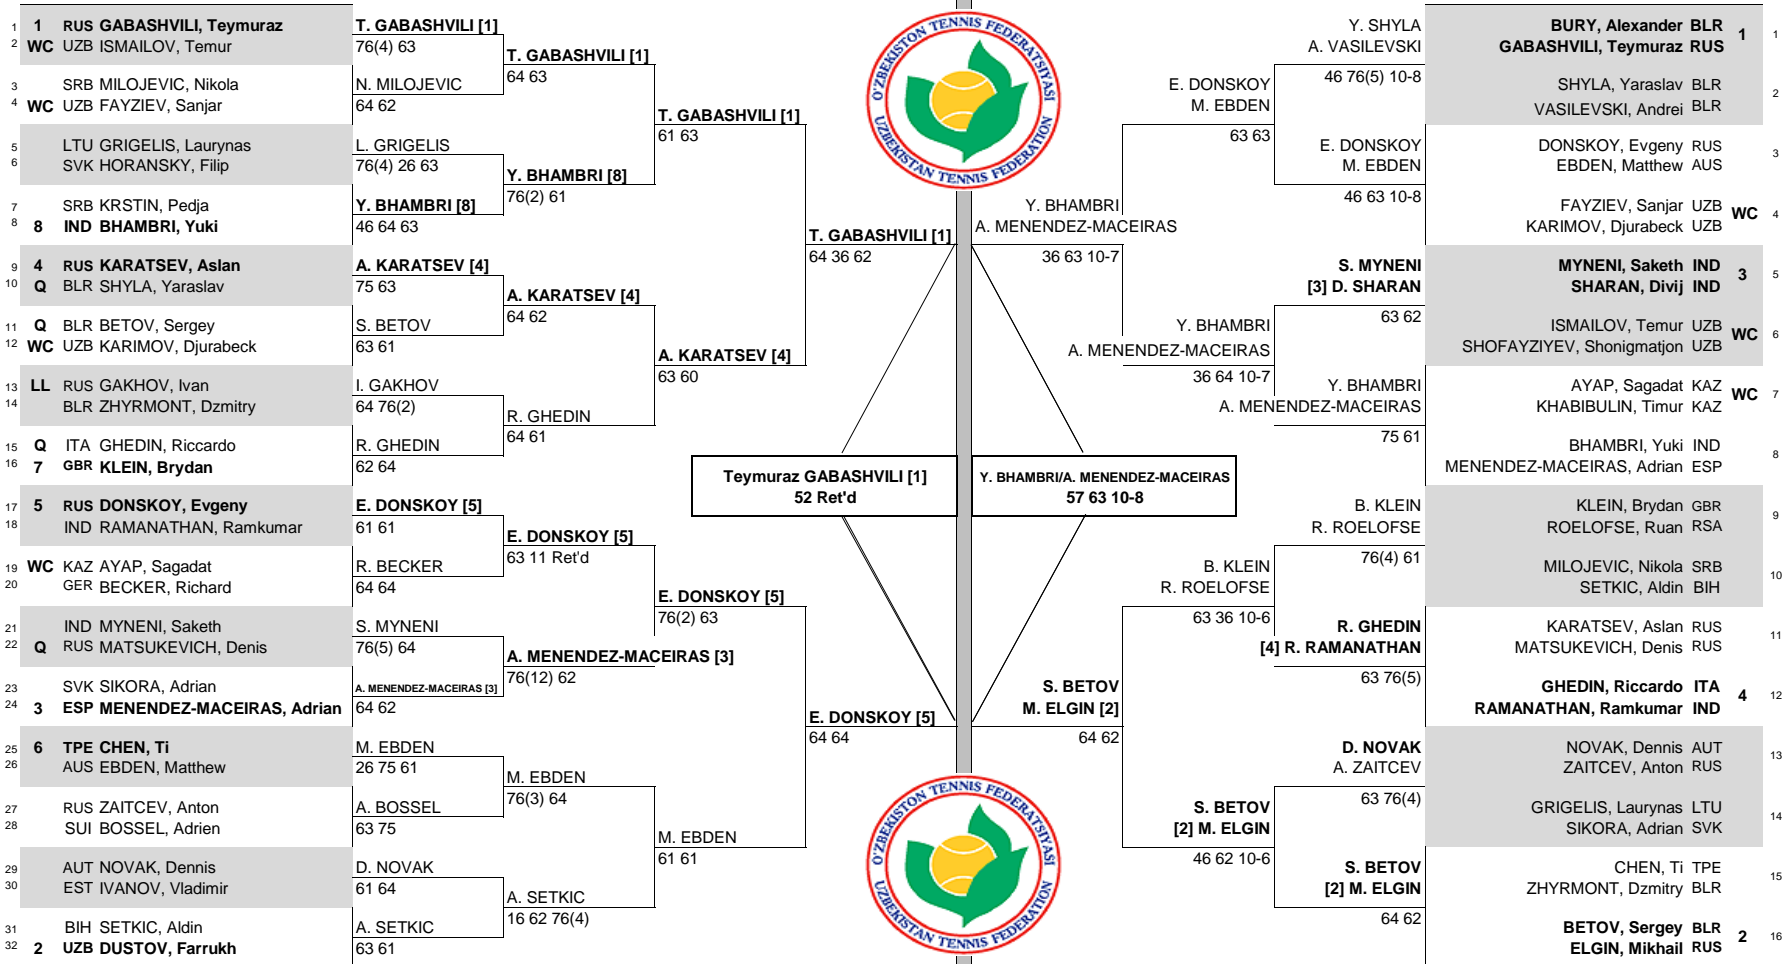 1 1 RUS GABASHVILI, Teymuraz
2 WC UZB ISMAILOV, Temur
3 SRB MILOJEVIC, Nikola
4 WC UZB FAYZIEV, Sanjar
5 LTU GRIGELIS, Laurynas
6 SVK HORANSKY, Filip
7 SRB KRSTIN, Pedja
8 8 IND BHAMBRI, Yuki
9 4 RUS KARATSEV, Aslan
10 Q BLR SHYLA, Yaraslav
11 Q BLR BETOV, Sergey
12 WC UZB KARIMOV, Djurabeck
13 LL RUS GAKHOV, Ivan
14 BLR ZHYRMONT, Dzmitry
15 Q ITA GHEDIN, Riccardo
16 7 GBR KLEIN, Brydan
17 5 RUS DONSKOY, Evgeny
18 IND RAMANATHAN, Ramkumar
19 WC KAZ AYAP, Sagadat
20 GER BECKER, Richard
21 IND MYNENI, Saketh
22 Q RUS MATSUKEVICH, Denis
23 SVK SIKORA, Adrian
24 3 ESP MENENDEZ-MACEIRAS, Adrian
25 6 TPE CHEN, Ti
26 AUS EBDEN, Matthew
27 RUS ZAITCEV, Anton
28 SUI BOSSEL, Adrien
29 AUT NOVAK, Dennis
30 EST IVANOV, Vladimir
31 BIH SETKIC, Aldin
32 2 UZB DUSTOV, Farrukh
T. GABASHVILI [1]
76(4) 63
N. MILOJEVIC
64 62
L. GRIGELIS
76(4) 26 63
Y. BHAMBRI [8]
46 64 63
A. KARATSEV [4]
75 63
S. BETOV
63 61
I. GAKHOV
64 76(2)
R. GHEDIN
62 64
E. DONSKOY [5]
61 61
R. BECKER
64 64
S. MYNENI
76(5) 64
A. MENENDEZ-MACEIRAS [3]
64 62
M. EBDEN
26 75 61
A. BOSSEL
63 75
D. NOVAK
61 64
A. SETKIC
63 61
T. GABASHVILI [1]
64 63
Y. BHAMBRI [8]
76(2) 61
A. KARATSEV [4]
64 62
R. GHEDIN
64 61
E. DONSKOY [5]
63 11 Ret'd
A. MENENDEZ-MACEIRAS [3]
76(12) 62
M. EBDEN
76(3) 64
A. SETKIC
16 62 76(4)
T. GABASHVILI [1]
61 63
A. KARATSEV [4]
63 60
E. DONSKOY [5]
76(2) 63
M. EBDEN
61 61
T. GABASHVILI [1]
64 36 62
E. DONSKOY [5]
64 64
Teymuraz GABASHVILI [1]
52 Ret'd
O'ZBEKISTON TENNIS FEDERATSIYASI
UZBEKISTAN TENNIS FEDERATION
Y. BHAMBRI/A. MENENDEZ-MACEIRAS
57 63 10-8
O'ZBEKISTON TENNIS FEDERATSIYASI
UZBEKISTAN TENNIS FEDERATION
Y. BHAMBRI
A. MENENDEZ-MACEIRAS
36 63 10-7
S. BETOV
M. ELGIN [2]
64 62
E. DONSKOY
M. EBDEN
63 63
Y. BHAMBRI
A. MENENDEZ-MACEIRAS
36 64 10-7
B. KLEIN
R. ROELOFSE
63 36 10-6
S. BETOV
[2] M. ELGIN
46 62 10-6
Y. SHYLA
A. VASILEVSKI
46 76(5) 10-8
E. DONSKOY
M. EBDEN
46 63 10-8
S. MYNENI
[3] D. SHARAN
63 62
Y. BHAMBRI
A. MENENDEZ-MACEIRAS
75 61
B. KLEIN
R. ROELOFSE
76(4) 61
R. GHEDIN
[4] R. RAMANATHAN
63 76(5)
D. NOVAK
A. ZAITCEV
63 76(4)
S. BETOV
[2] M. ELGIN
64 62
BURY, Alexander BLR
GABASHVILI, Teymuraz RUS
1 1
SHYLA, Yaraslav BLR
VASILEVSKI, Andrei BLR
2
DONSKOY, Evgeny RUS
EBDEN, Matthew AUS
3
FAYZIEV, Sanjar UZB
KARIMOV, Djurabeck UZB
WC 4
MYNENI, Saketh IND
SHARAN, Divij IND
3 5
ISMAILOV, Temur UZB
SHOFAYZIYEV, Shonigmatjon UZB
WC 6
AYAP, Sagadat KAZ
KHABIBULIN, Timur KAZ
WC 7
BHAMBRI, Yuki IND
MENENDEZ-MACEIRAS, Adrian ESP
8
KLEIN, Brydan GBR
ROELOFSE, Ruan RSA
9
MILOJEVIC, Nikola SRB
SETKIC, Aldin BIH
10
KARATSEV, Aslan RUS
MATSUKEVICH, Denis RUS
11
GHEDIN, Riccardo ITA
RAMANATHAN, Ramkumar IND
4 12
NOVAK, Dennis AUT
ZAITCEV, Anton RUS
13
GRIGELIS, Laurynas LTU
SIKORA, Adrian SVK
14
CHEN, Ti TPE
ZHYRMONT, Dzmitry BLR
15
BETOV, Sergey BLR
ELGIN, Mikhail RUS
2 16